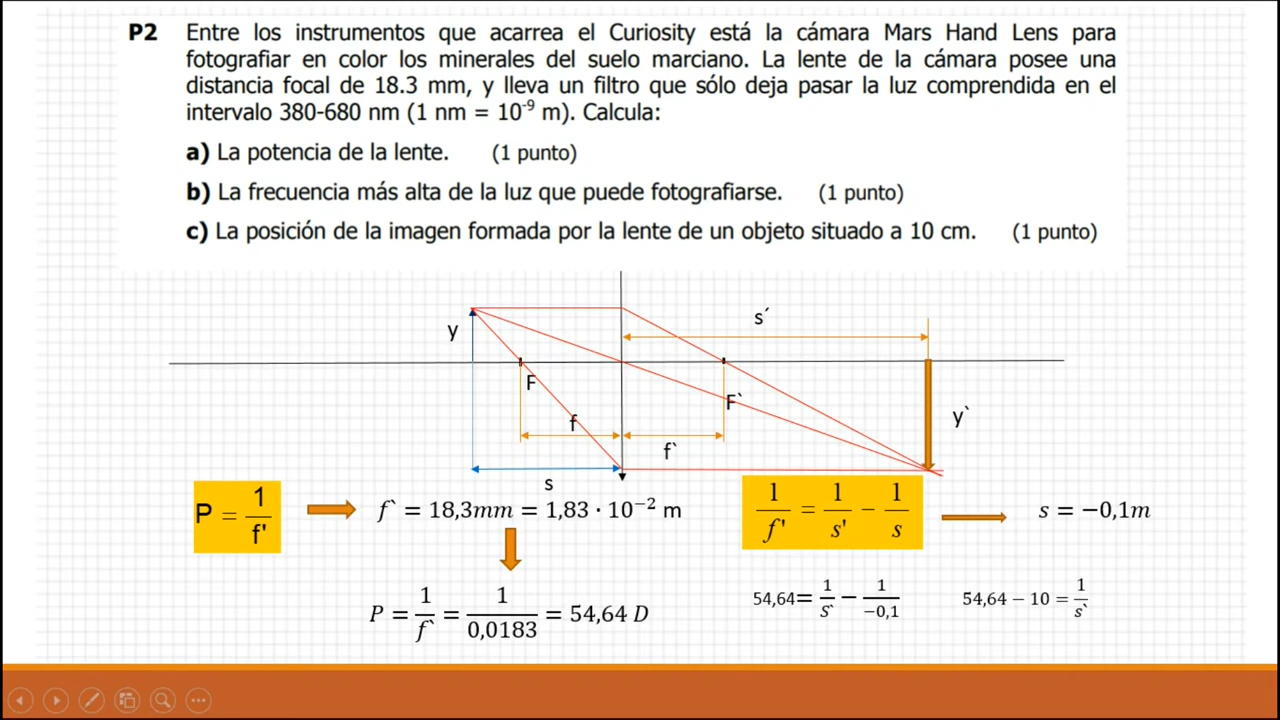 P2 Entre los instrumentos que acarrea el Curiosity está la cámara Mars Hand Lens para
fotografiar en color los minerales del suelo marciano. La lente de la cámara posee una
distancia focal de 18.3 mm, y lleva un filtro que sólo deja pasar la luz comprendida en el
intervalo 380-680 nm (1 nm = 10⁻⁹ m). Calcula:
a) La potencia de la lente. (1 punto)
b) La frecuencia más alta de la luz que puede fotografiarse. (1 punto)
c) La posición de la imagen formada por la lente de un objeto situado a 10 cm. (1 punto)
s´
y
F
F`
y`
f
f`
s
P = 1/f'
f` = 18,3mm = 1,83 · 10⁻² m
1/f' = 1/s' − 1/s
s = −0,1m
P = 1/f` = 1/0,0183 = 54,64 D
54,64= 1/S` − 1/−0,1
54,64 − 10 = 1/s`